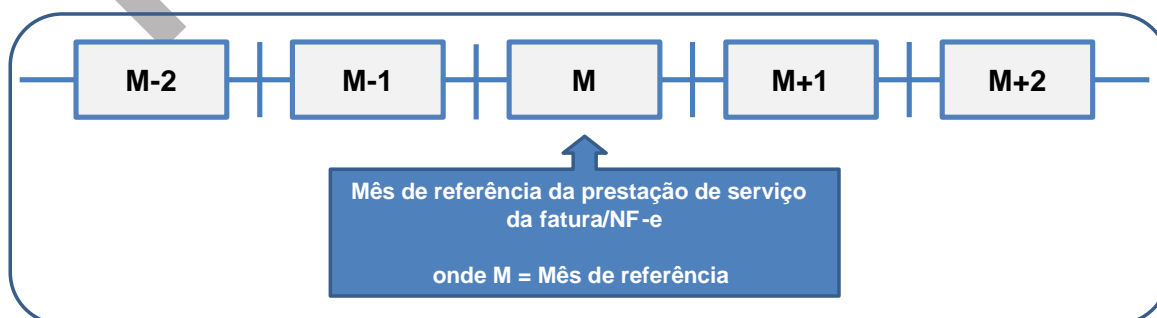 M-2 M-1 M M+1 M+2
Mês de referência da prestação de serviço
da fatura/NF-e
onde M = Mês de referência